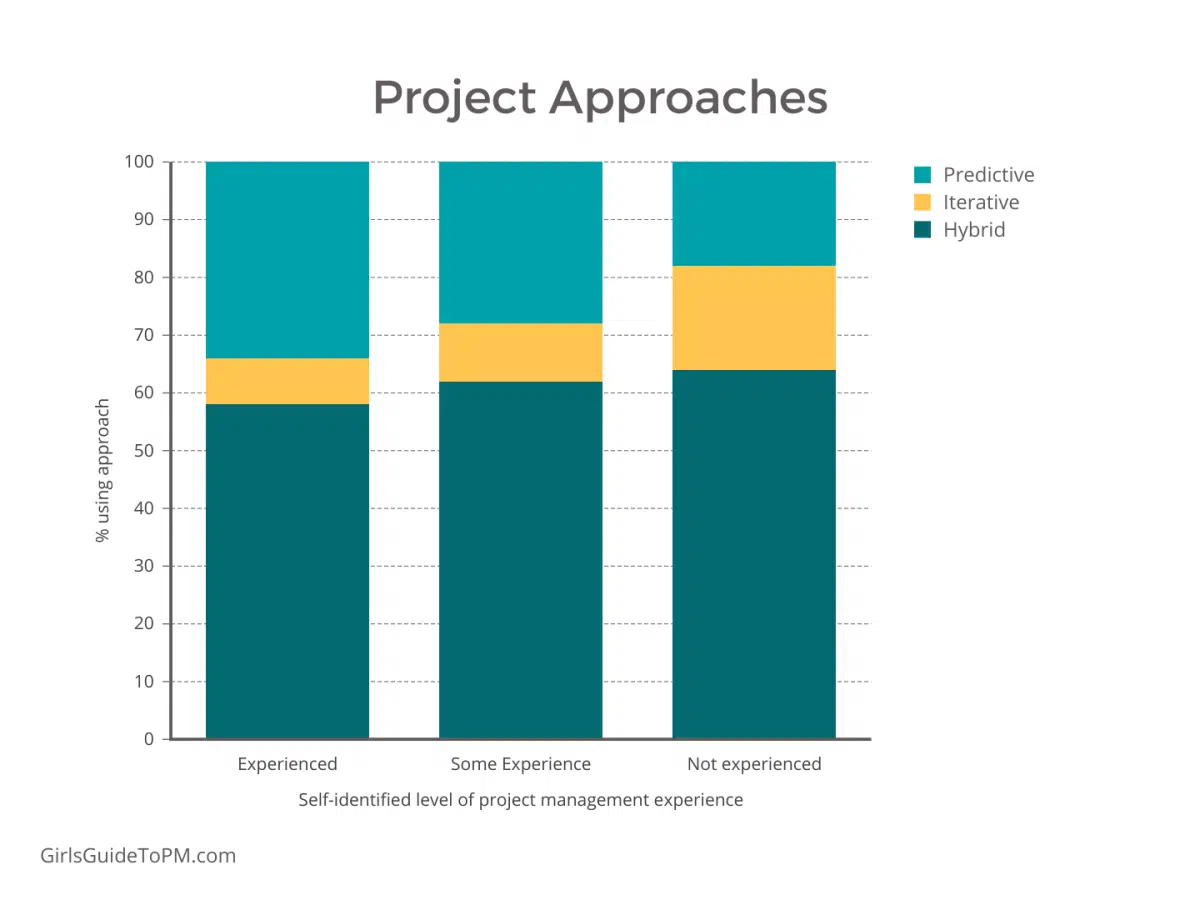 Project Approaches
100
90
80
70
60
50
40
30
20
10
0
% using approach
Experienced
Some Experience
Not experienced
Self-identified level of project management experience
Predictive
Iterative
Hybrid
GirlsGuideToPM.com